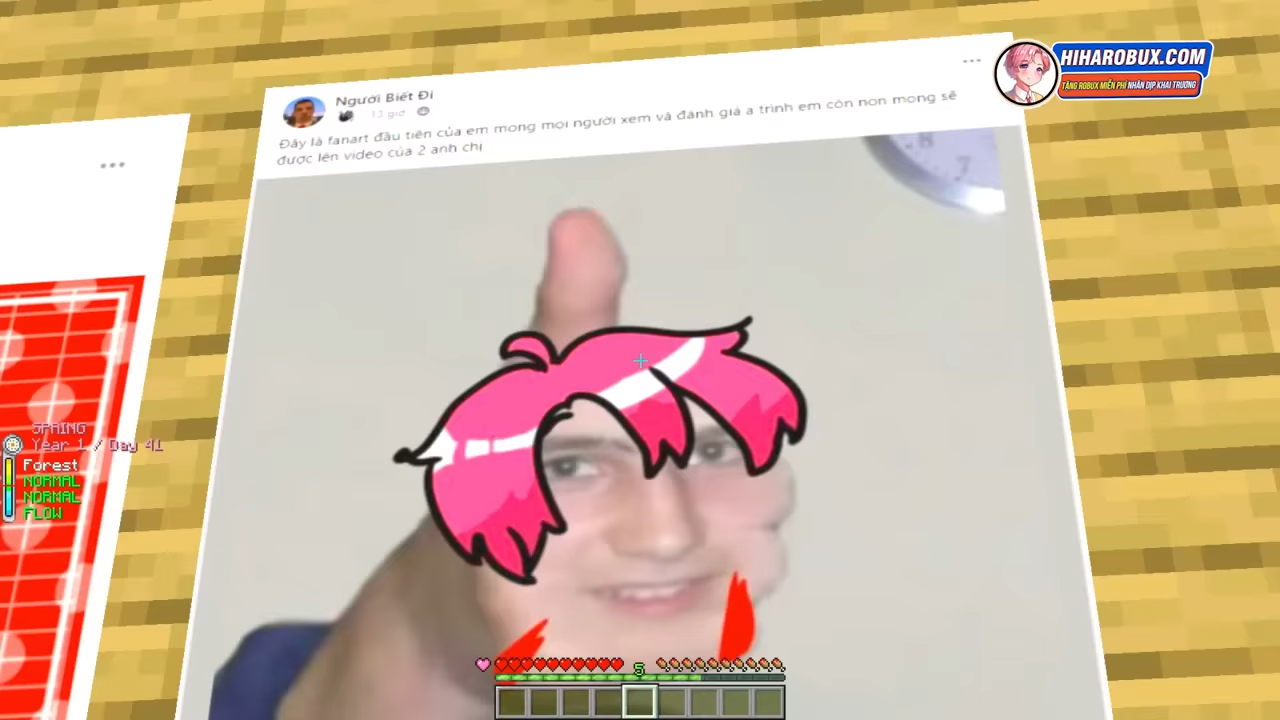 HIHAROBUX.COM
TẶNG ROBUX MIỄN PHÍ NHÂN DỊP KHAI TRƯƠNG
Người Biết Đi
13 giờ
Đây là fanart đầu tiên của em mong mọi người xem và đánh giá ạ trình em còn non mong sẽ
được lên video của 2 anh chị
8
7
SPRING
Year 1 / Day 41
Forest
NORMAL
NORMAL
FLOW
5